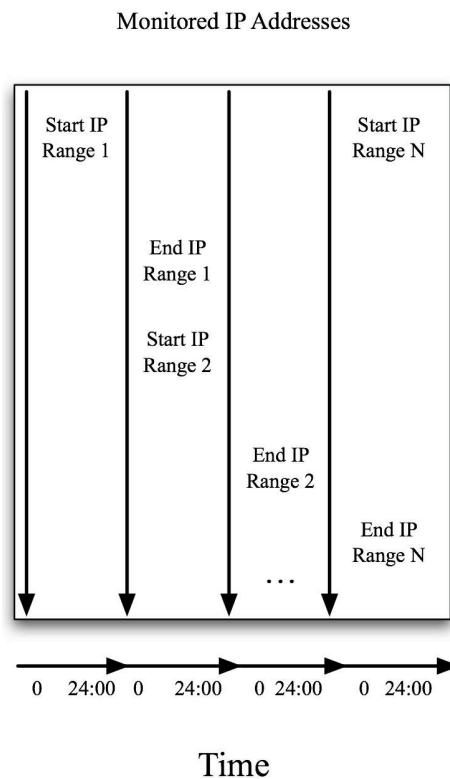 Monitored IP Addresses
Start IP
Range 1
Start IP
Range N
End IP
Range 1
Start IP
Range 2
End IP
Range 2
End IP
Range N
...
0 24:00 0 24:00 0 24:00 0 24:00
Time